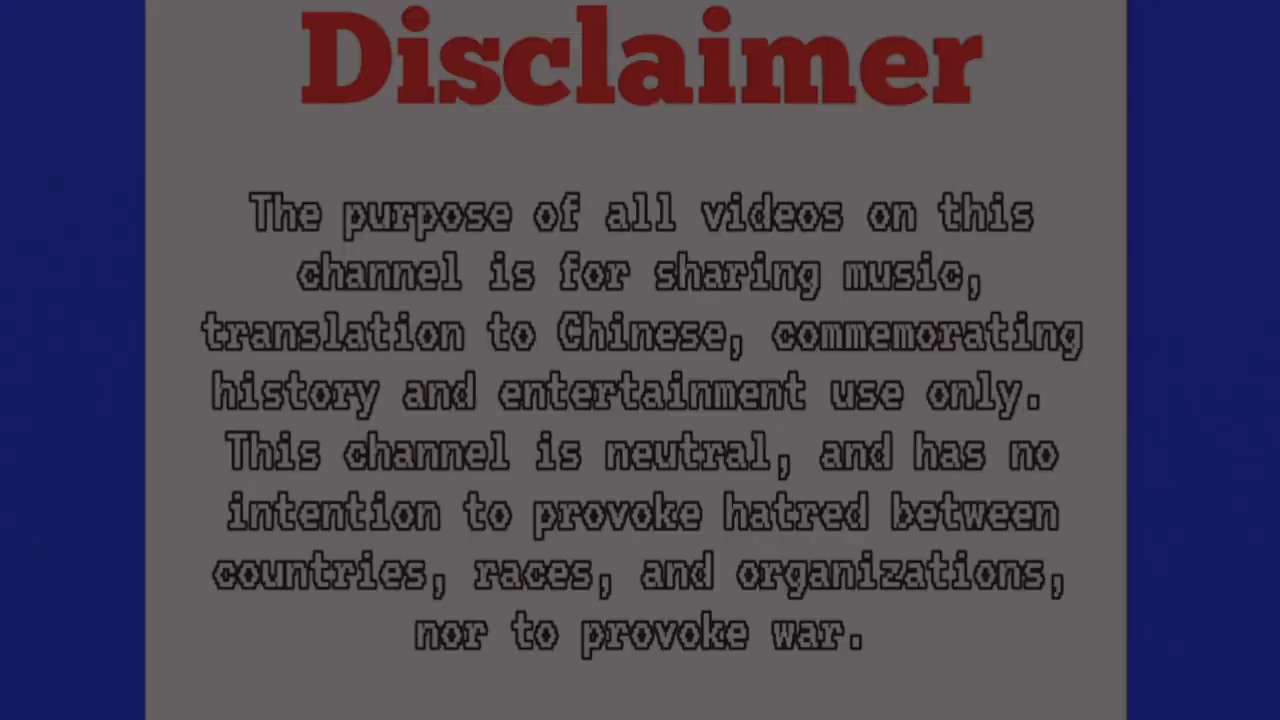 Disclaimer
The purpose of all videos on this
channel is for sharing music,
translation to Chinese, commemorating
history and entertainment use only.
This channel is neutral, and has no
intention to provoke hatred between
countries, races, and organizations,
nor to provoke war.